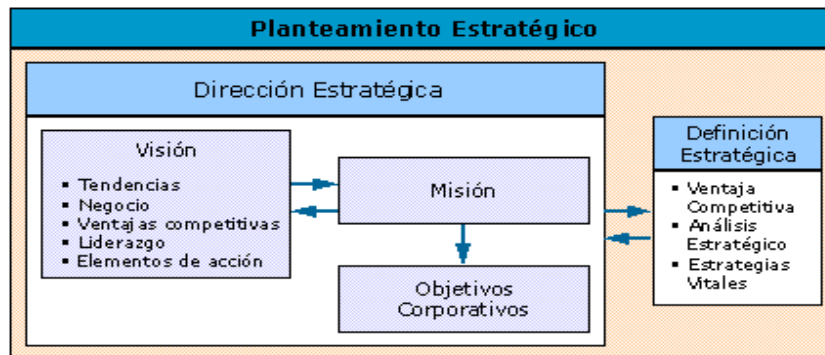 Planteamiento Estratégico
Dirección Estratégica
Visión
▪ Tendencias
▪ Negocio
▪ Ventajas competitivas
▪ Liderazgo
▪ Elementos de acción
Misión
Objetivos
Corporativos
Definición
Estratégica
▪ Ventaja
Competitiva
▪ Análisis
Estratégico
▪ Estrategias
Vitales